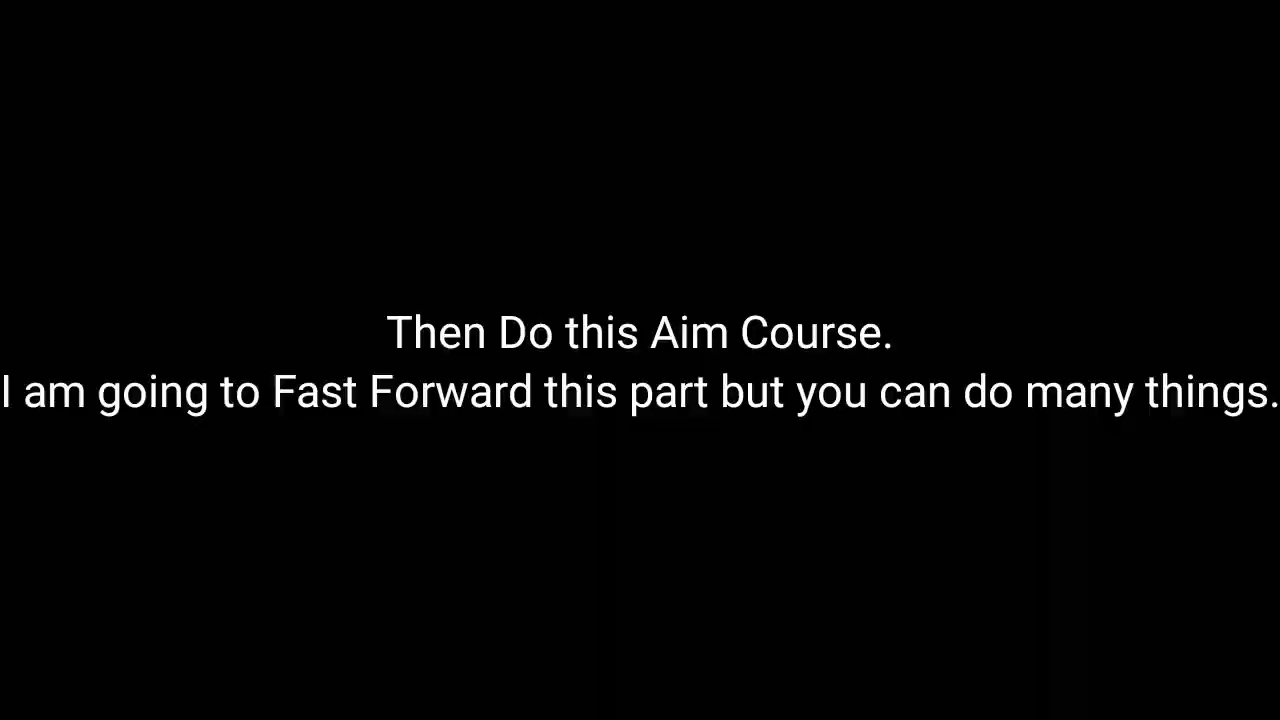 Then Do this Aim Course.
I am going to Fast Forward this part but you can do many things.